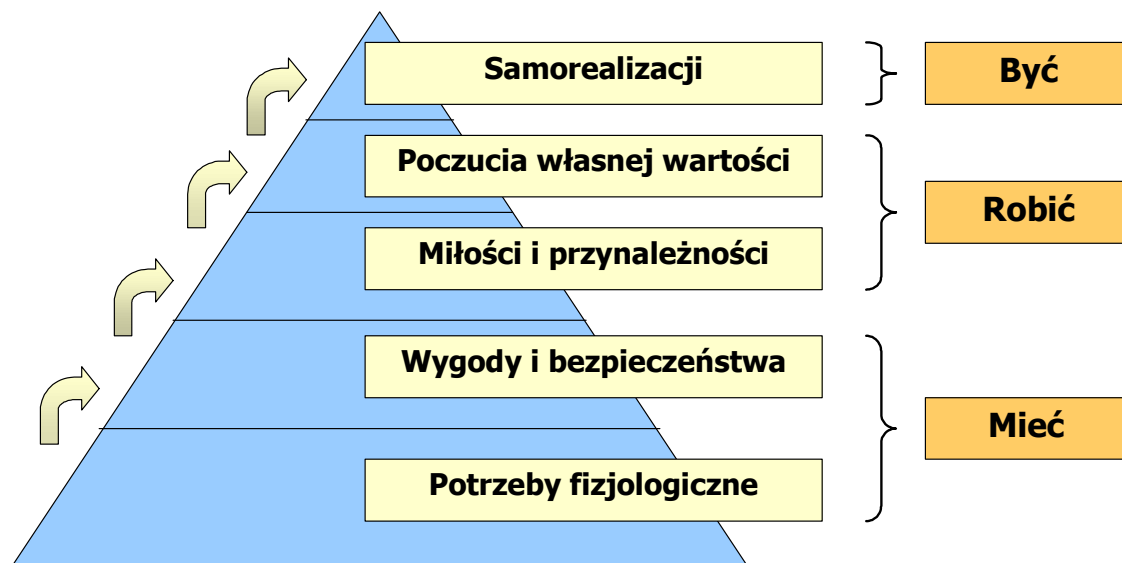 Samorealizacji
Być
Poczucia własnej wartości
Robić
Miłości i przynależności
Wygody i bezpieczeństwa
Mieć
Potrzeby fizjologiczne